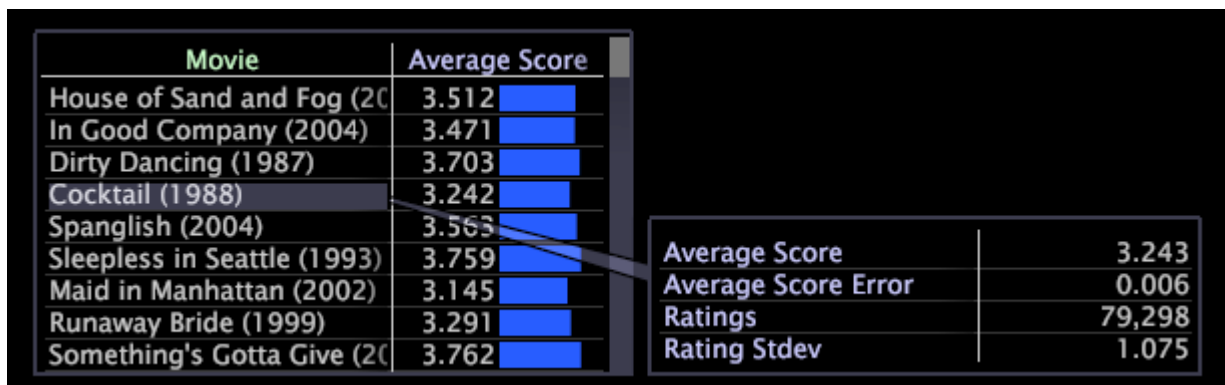 Movie Average Score
House of Sand and Fog (20 3.512
In Good Company (2004) 3.471
Dirty Dancing (1987) 3.703
Cocktail (1988) 3.242
Spanglish (2004) 3.563
Sleepless in Seattle (1993) 3.759
Maid in Manhattan (2002) 3.145
Runaway Bride (1999) 3.291
Something's Gotta Give (20 3.762
Average Score 3.243
Average Score Error 0.006
Ratings 79,298
Rating Stdev 1.075